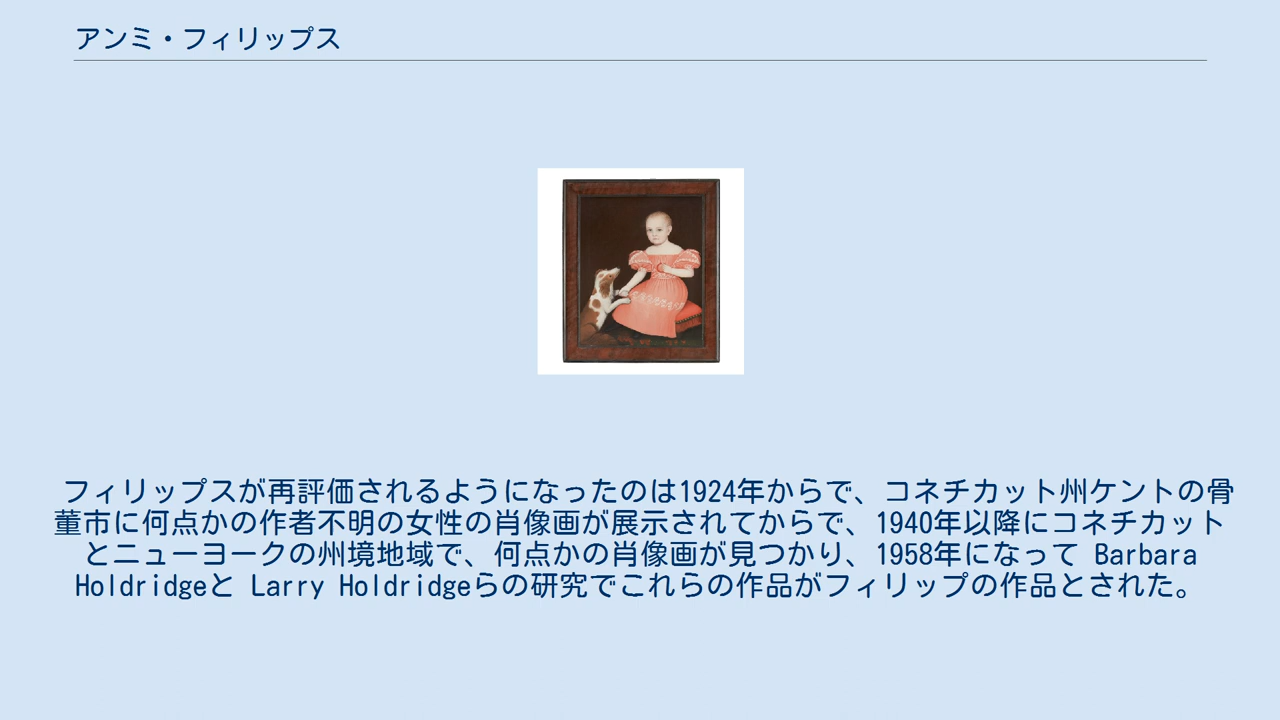 アンミ・フィリップス
フィリップスが再評価されるようになったのは1924年からで、コネチカット州ケントの骨
董市に何点かの作者不明の女性の肖像画が展示されてからで、1940年以降にコネチカット
とニューヨークの州境地域で、何点かの肖像画が見つかり、1958年になって Barbara
Holdridgeと Larry Holdridgeらの研究でこれらの作品がフィリップの作品とされた。